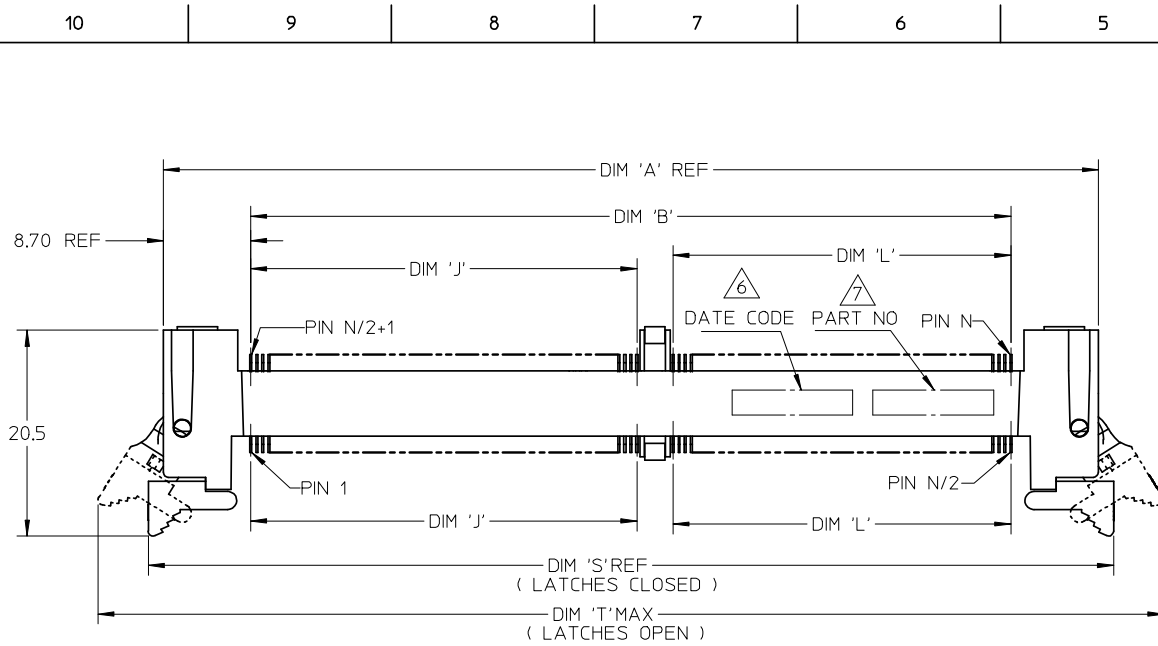 10 9 8 7 6 5
DIM 'A' REF
DIM 'B'
8.70 REF
DIM 'L'
DIM 'J'
6 7
DATE CODE PART NO PIN N
PIN N/2+1
20.5
PIN 1
PIN N/2
DIM 'J' DIM 'L'
DIM 'S'REF
( LATCHES CLOSED )
DIM 'T'MAX
( LATCHES OPEN )